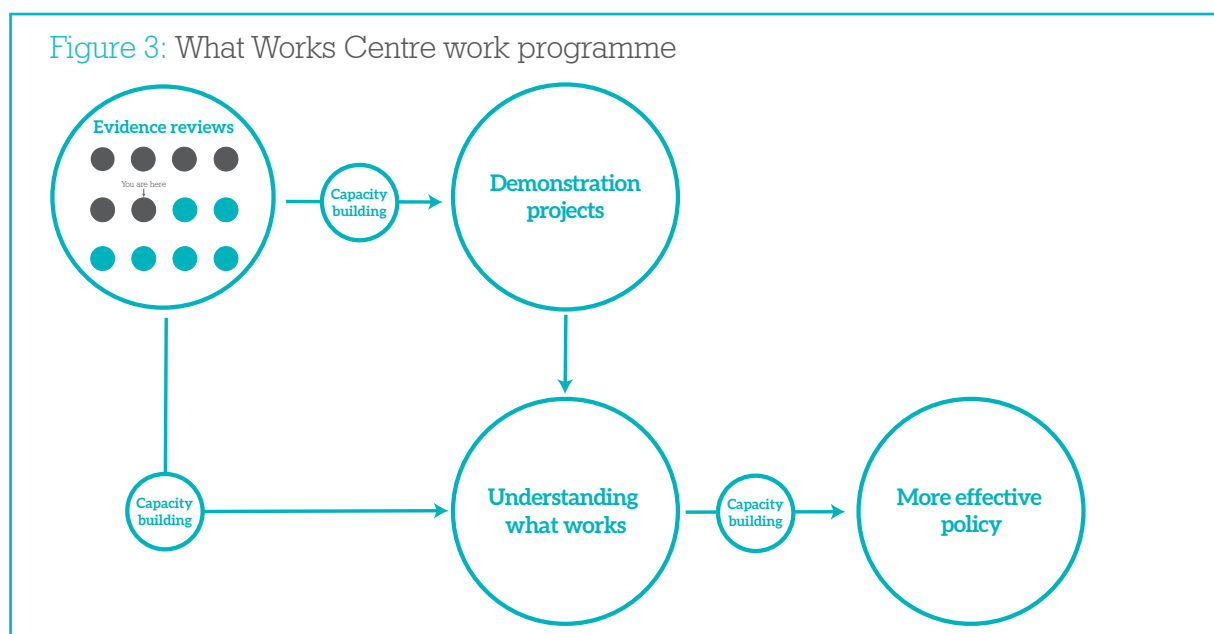 Figure 3: What Works Centre work programme
Evidence reviews
You are here
Capacity
building
Demonstration
projects
Capacity
building
Understanding
what works
Capacity
building
More effective
policy